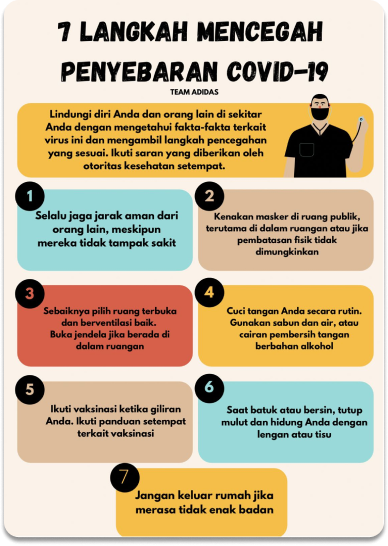 7 LANGKAH MENCEGAH
PENYEBARAN COVID-19
TEAM ADIDAS
Lindungi diri Anda dan orang lain di sekitar
Anda dengan mengetahui fakta-fakta terkait
virus ini dan mengambil langkah pencegahan
yang sesuai. Ikuti saran yang diberikan oleh
otoritas kesehatan setempat.
1
Selalu jaga jarak aman dari
orang lain, meskipun
mereka tidak tampak sakit
2
Kenakan masker di ruang publik,
terutama di dalam ruangan atau jika
pembatasan fisik tidak
dimungkinkan
3
Sebaiknya pilih ruang terbuka
dan berventilasi baik.
Buka jendela jika berada di
dalam ruangan
4
Cuci tangan Anda secara rutin.
Gunakan sabun dan air, atau
cairan pembersih tangan
berbahan alkohol
5
Ikuti vaksinasi ketika giliran
Anda. Ikuti panduan setempat
terkait vaksinasi
6
Saat batuk atau bersin, tutup
mulut dan hidung Anda dengan
lengan atau tisu
7
Jangan keluar rumah jika
merasa tidak enak badan